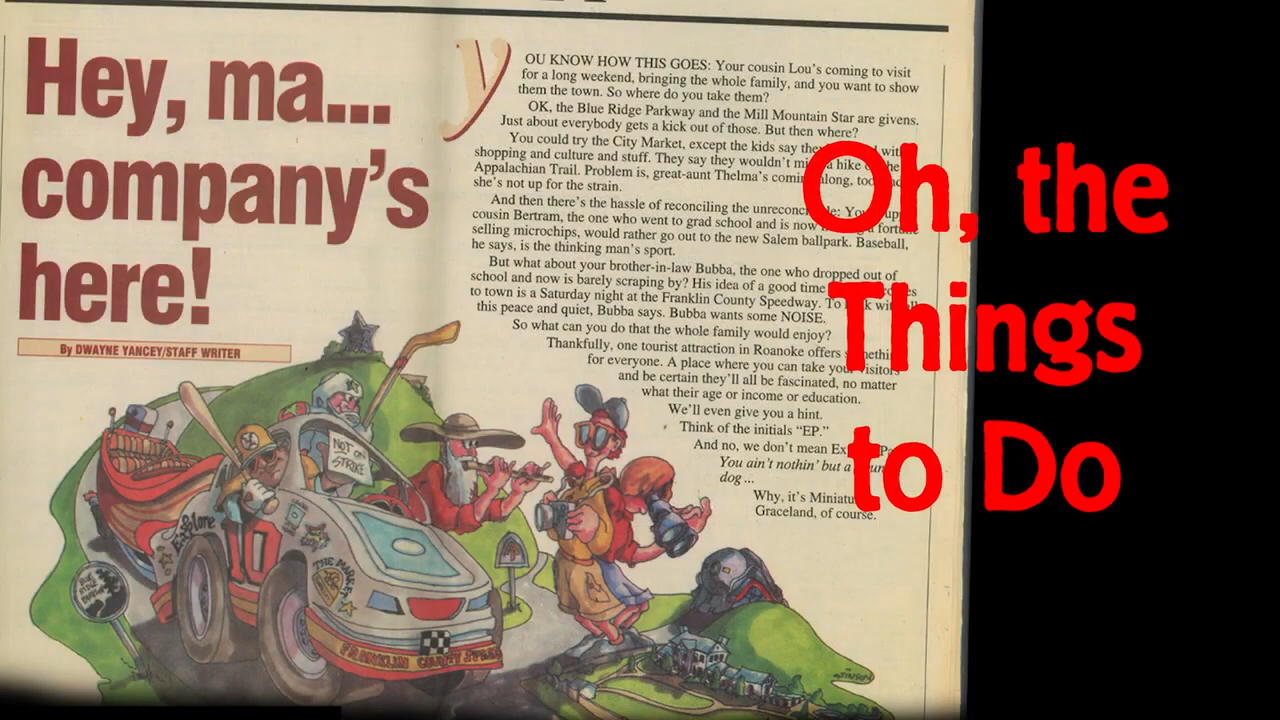 Hey, ma...
company's
here!
By DWAYNE YANCEY/STAFF WRITER
YOU KNOW HOW THIS GOES: Your cousin Lou's coming to visit
for a long weekend, bringing the whole family, and you want to show
them the town. So where do you take them?
OK, the Blue Ridge Parkway and the Mill Mountain Star are givens.
Just about everybody gets a kick out of those. But then where?
You could try the City Market, except the kids say
shopping and culture and stuff. They say they wouldn't a hike
Appalachian Trail. Problem is, great-aunt Thelma's along,
she's not up for the strain.
And then there's the hassle of reconciling the
cousin Bertram, the one who went to grad school and is now
selling microchips, would rather go out to the new Salem ballpark. Baseball,
he says, is the thinking man's sport.
But what about your brother-in-law Bubba, the one who dropped out of
school and now is barely scraping by? His idea of a good time
to town is a Saturday night at the Franklin County Speedway. To
this peace and quiet, Bubba says. Bubba wants some NOISE.
So what can you do that the whole family would enjoy?
Thankfully, one tourist attraction in Roanoke offers
for everyone. A place where you can take your visitors
and be certain they'll all be fascinated, no matter
what their age or income or education.
We'll even give you a hint.
Think of the initials "EP."
And no, we don't mean
You ain't nothin' but a
dog ...
Why, it's
Graceland, of course.
Oh, the
Things
to Do
NOT ON
STRIKE
Explore
THE MARKET
10
FRANKLIN COUNTY
STINSON